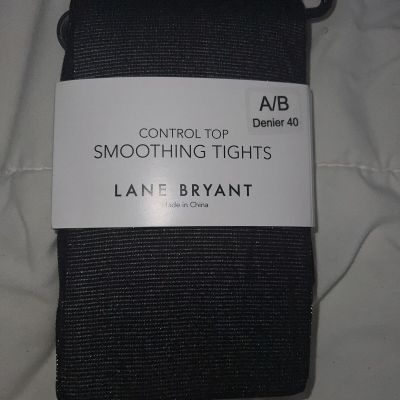 A/B
Denier 40
CONTROL TOP
SMOOTHING TIGHTS
LANE BRYANT
Made in China